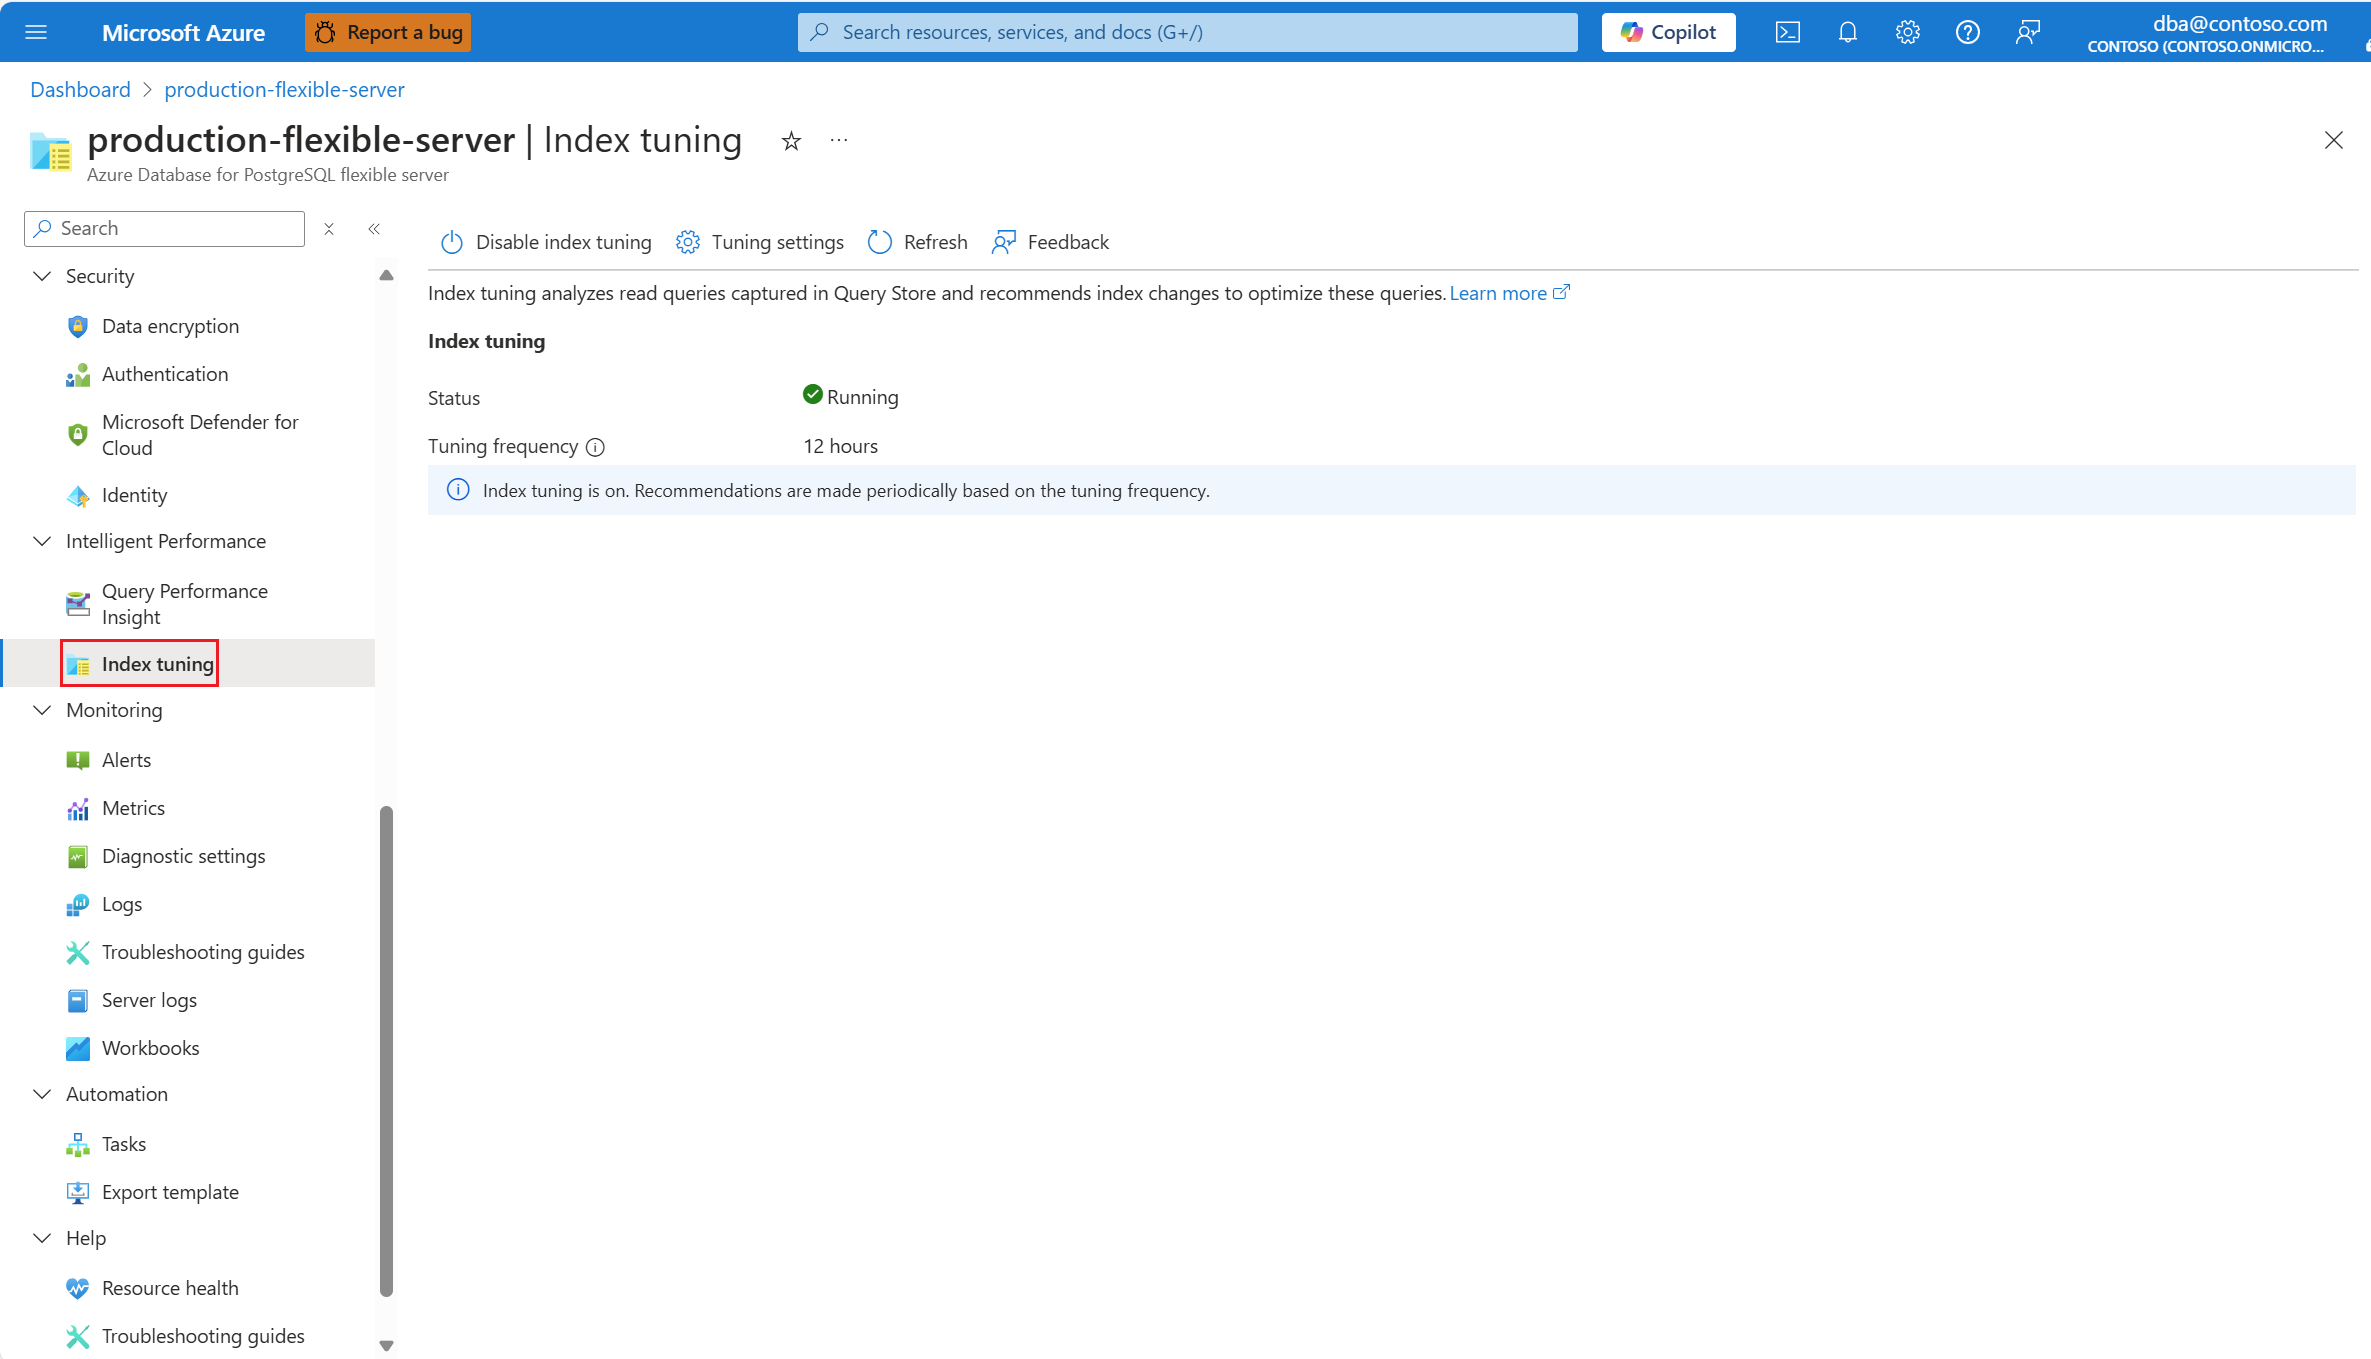 Microsoft Azure
Report a bug
Search resources, services, and docs (G+/)
Copilot
dba@contoso.com
CONTOSO (CONTOSO.ONMICRO...
Dashboard > production-flexible-server
production-flexible-server | Index tuning
Azure Database for PostgreSQL flexible server
Search
Security
Data encryption
Authentication
Microsoft Defender for
Cloud
Identity
Intelligent Performance
Query Performance
Insight
Index tuning
Monitoring
Alerts
Metrics
Diagnostic settings
Logs
Troubleshooting guides
Server logs
Workbooks
Automation
Tasks
Export template
Help
Resource health
Troubleshooting guides
Disable index tuning
Tuning settings
Refresh
Feedback
Index tuning analyzes read queries captured in Query Store and recommends index changes to optimize these queries. Learn more
Index tuning
Status
Running
Tuning frequency
12 hours
Index tuning is on. Recommendations are made periodically based on the tuning frequency.